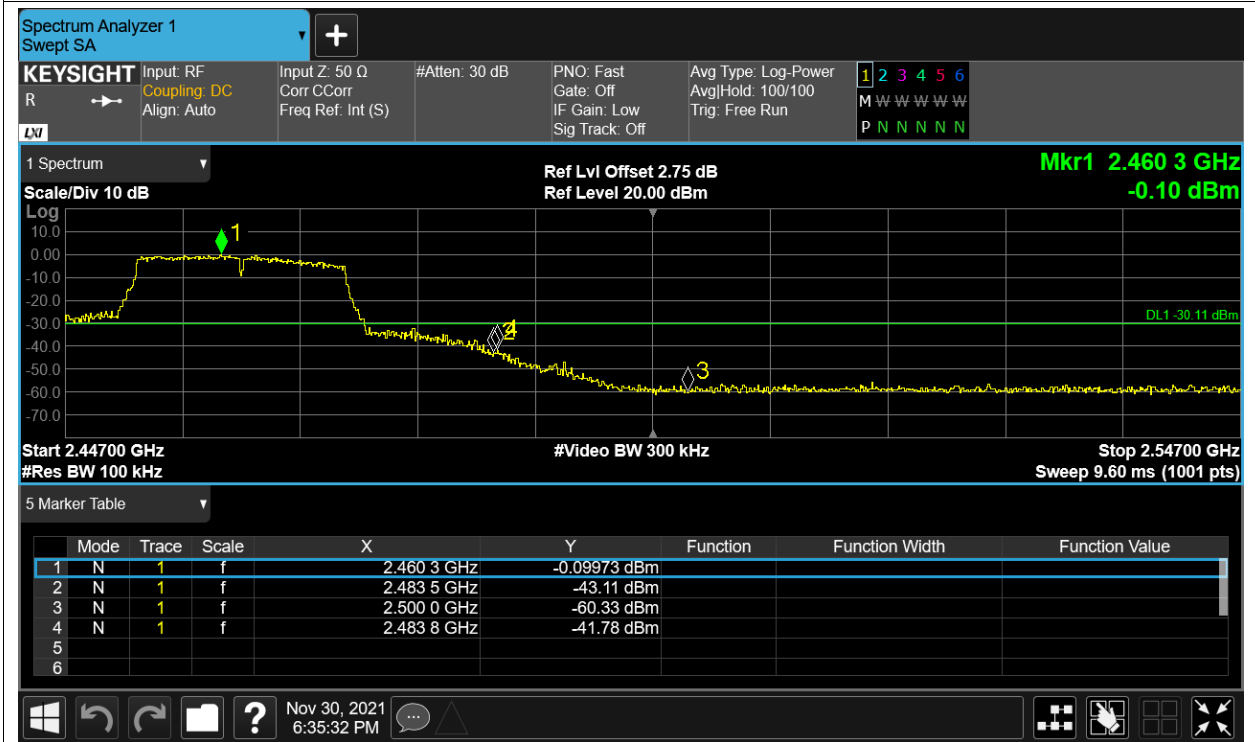 Spectrum Analyzer 1
Swept SA
+
KEYSIGHT Input: RF Input Z: 50 Ω #Atten: 30 dB PNO: Fast Avg Type: Log-Power 1 2 3 4 5 6
R Coupling: DC Corr CCorr Gate: Off Avg|Hold: 100/100 M W W W W W
Align: Auto Freq Ref: Int (S) IF Gain: Low Trig: Free Run
LXI Sig Track: Off P N N N N N
1 Spectrum Ref Lvl Offset 2.75 dB Mkr1 2.460 3 GHz
Scale/Div 10 dB Ref Level 20.00 dBm -0.10 dBm
Log
10.0
1
0.00
-10.0
-20.0
-30.0
DL1 -30.11 dBm
2 4
-40.0
-50.0
3
-60.0
-70.0
Start 2.44700 GHz #Video BW 300 kHz Stop 2.54700 GHz
#Res BW 100 kHz Sweep 9.60 ms (1001 pts)
5 Marker Table
Mode Trace Scale X Y Function Function Width Function Value
1 N 1 f 2.460 3 GHz -0.09973 dBm
2 N 1 f 2.483 5 GHz -43.11 dBm
3 N 1 f 2.500 0 GHz -60.33 dBm
4 N 1 f 2.483 8 GHz -41.78 dBm
5
6
? Nov 30, 2021
6:35:32 PM